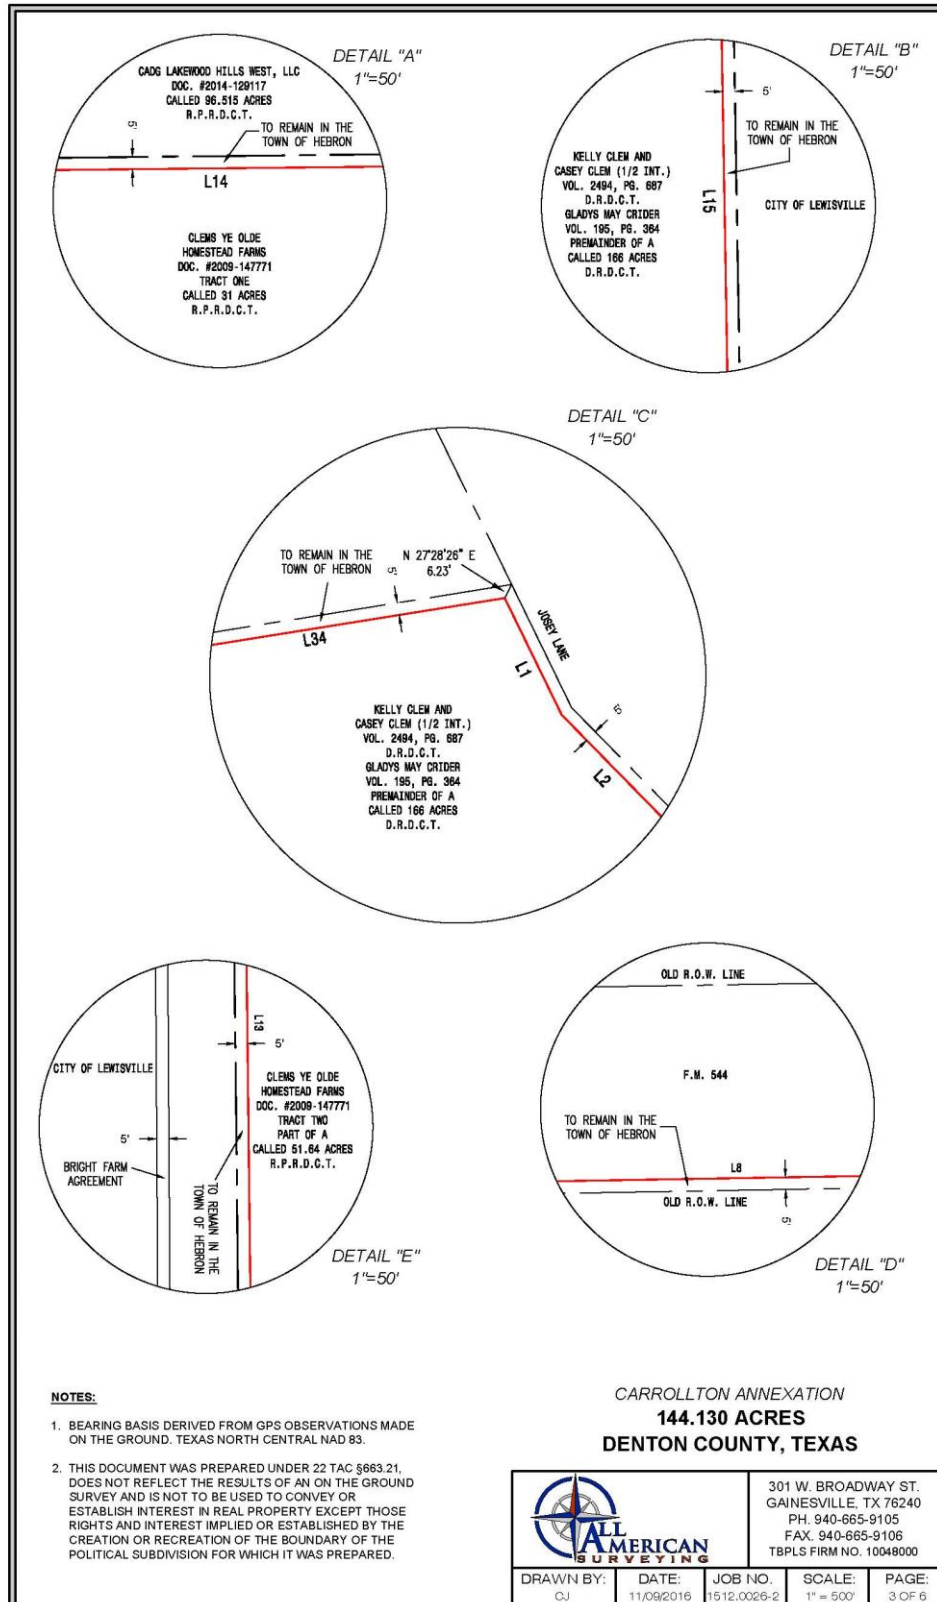 DETAIL "A"
1"=50'
CADG LAKEWOOD HILLS WEST, LLC
DOC. #2014-129117
CALLED 96.515 ACRES
R.P.R.D.C.T.
5'
TO REMAIN IN THE
TOWN OF HEBRON
L14
CLEMS YE OLDE
HOMESTEAD FARMS
DOC. #2009-147771
TRACT ONE
CALLED 31 ACRES
R.P.R.D.C.T.
DETAIL "B"
1"=50'
5'
TO REMAIN IN THE
TOWN OF HEBRON
KELLY CLEM AND
CASEY CLEM (1/2 INT.)
VOL. 2494, PG. 687
D.R.D.C.T.
GLADYS MAY CRIDER
VOL. 195, PG. 364
PREMAINDER OF A
CALLED 166 ACRES
D.R.D.C.T.
L15
CITY OF LEWISVILLE
DETAIL "C"
1"=50'
TO REMAIN IN THE
TOWN OF HEBRON
5'
N 27°28'26" E
6.23'
L34
JOSEY LANE
L1
5'
L2
KELLY CLEM AND
CASEY CLEM (1/2 INT.)
VOL. 2494, PG. 687
D.R.D.C.T.
GLADYS MAY CRIDER
VOL. 195, PG. 364
PREMAINDER OF A
CALLED 166 ACRES
D.R.D.C.T.
CITY OF LEWISVILLE
5'
BRIGHT FARM
AGREEMENT
L13
5'
CLEMS YE OLDE
HOMESTEAD FARMS
DOC. #2009-147771
TRACT TWO
PART OF A
CALLED 51.64 ACRES
R.P.R.D.C.T.
TO REMAIN IN THE
TOWN OF HEBRON
DETAIL "E"
1"=50'
OLD R.O.W. LINE
F.M. 544
TO REMAIN IN THE
TOWN OF HEBRON
L8
OLD R.O.W. LINE
5'
DETAIL "D"
1"=50'
NOTES:
1. BEARING BASIS DERIVED FROM GPS OBSERVATIONS MADE
ON THE GROUND. TEXAS NORTH CENTRAL NAD 83.
2. THIS DOCUMENT WAS PREPARED UNDER 22 TAC §663.21,
DOES NOT REFLECT THE RESULTS OF AN ON THE GROUND
SURVEY AND IS NOT TO BE USED TO CONVEY OR
ESTABLISH INTEREST IN REAL PROPERTY EXCEPT THOSE
RIGHTS AND INTEREST IMPLIED OR ESTABLISHED BY THE
CREATION OR RECREATION OF THE BOUNDARY OF THE
POLITICAL SUBDIVISION FOR WHICH IT WAS PREPARED.
CARROLLTON ANNEXATION
144.130 ACRES
DENTON COUNTY, TEXAS
ALL
AMERICAN
SURVEYING
301 W. BROADWAY ST.
GAINESVILLE, TX 76240
PH. 940-665-9105
FAX. 940-665-9106
TBPLS FIRM NO. 10048000
DRAWN BY: DATE: JOB NO. SCALE: PAGE:
CJ 11/09/2016 1512.0026-2 1" = 500' 3 OF 6